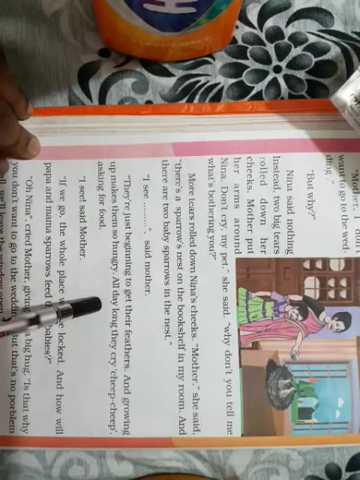 "Mother, I don't
want to go to the wed-
ding."
"But why?"
Nina said nothing
Instead, two big tears
rolled down her
cheeks. Mother put
her arms around
Nina. Don't cry, my pet" she said, "why don't you tell me
what's bothering you?"
More tears rolled down Nina's cheeks. "Mother," she said,
"there's a sparrow's nest on the bookshelf in my room. And
there are two baby sparrows in the nest."
"I see ........", said mother.
"They're just beginning to get their feathers. And growing
up makes them so hungry. All day long they cry 'cheep-cheep',
asking for food.
"I see! said Mother.
"If we go, the whole place be locked. And how will
papa and mama sparrows feed babies?"
"Oh Nina", cried Mother, giving big hug. "Is that why
you don't want to go to the but that's no porblem